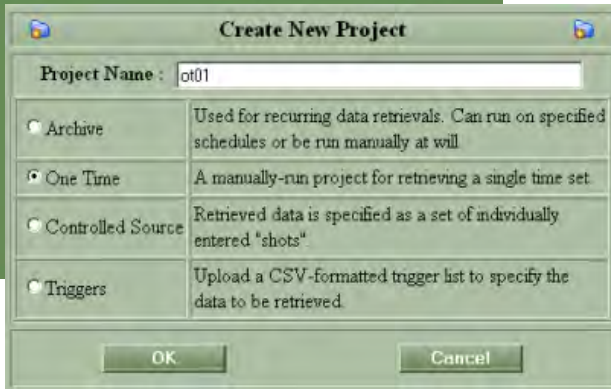 Create New Project
Project Name : ot01
Archive
Used for recurring data retrievals. Can run on specified
schedules or be run manually at will.
One Time
A manually-run project for retrieving a single time set.
Controlled Source
Retrieved data is specified as a set of individually
entered "shots".
Triggers
Upload a CSV-formatted trigger list to specify the
data to be retrieved.
OK
Cancel